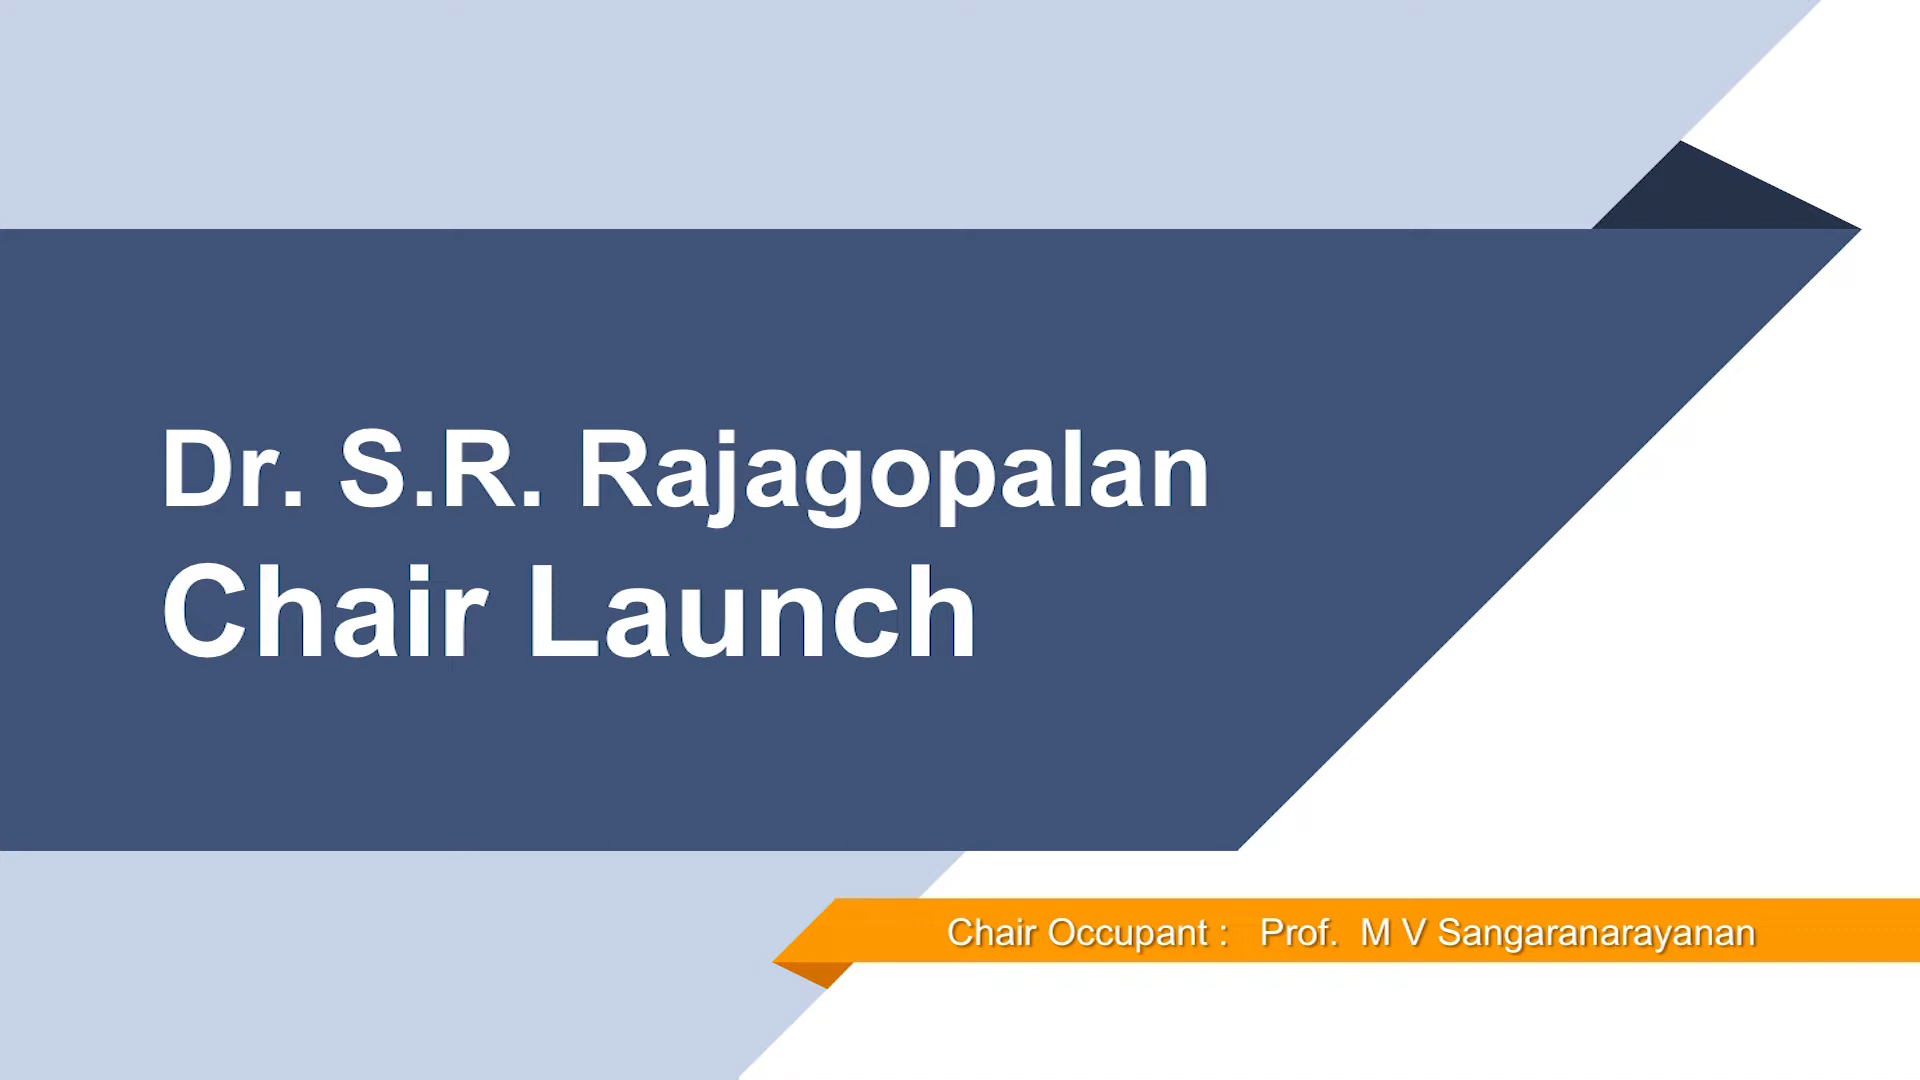 Dr. S.R. Rajagopalan
Chair Launch
Chair Occupant : Prof. M V Sangaranarayanan